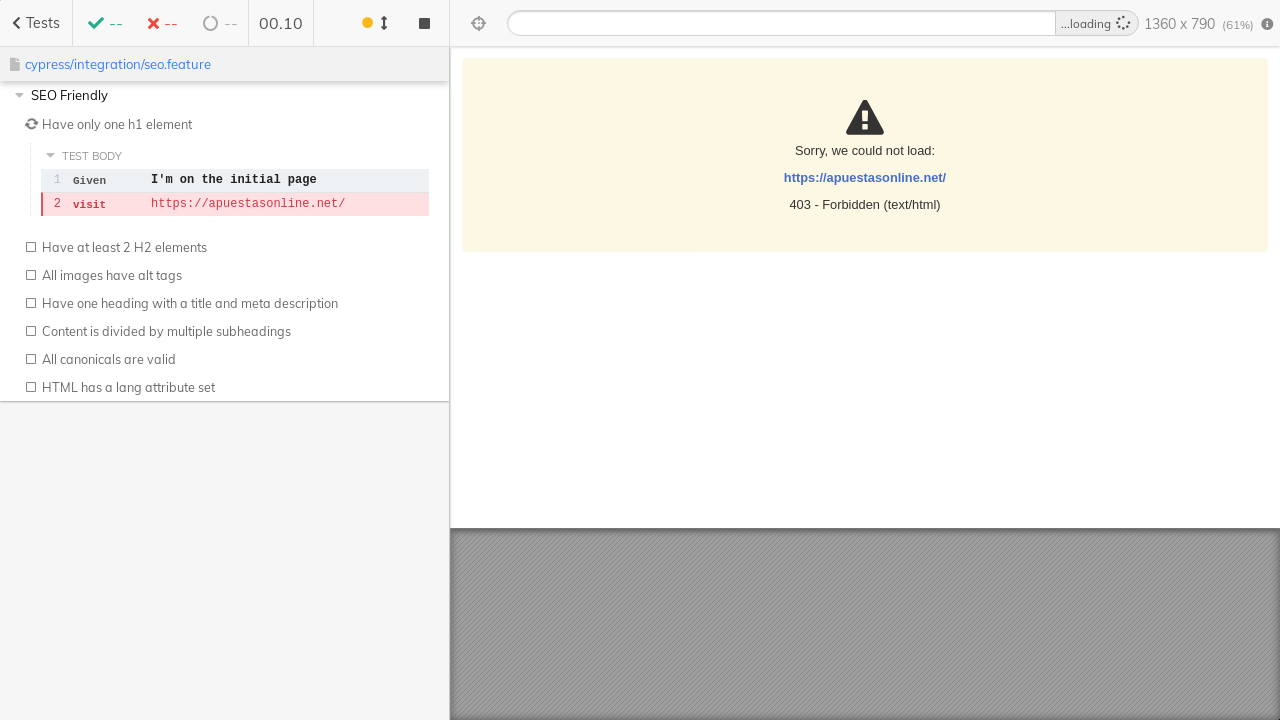 Tests -- -- -- 00.10
...loading 1360 x 790 (61%)
cypress/integration/seo.feature
SEO Friendly
Have only one h1 element
TEST BODY
1 Given I'm on the initial page
2 visit https://apuestasonline.net/
Have at least 2 H2 elements
All images have alt tags
Have one heading with a title and meta description
Content is divided by multiple subheadings
All canonicals are valid
HTML has a lang attribute set
Sorry, we could not load:
https://apuestasonline.net/
403 - Forbidden (text/html)